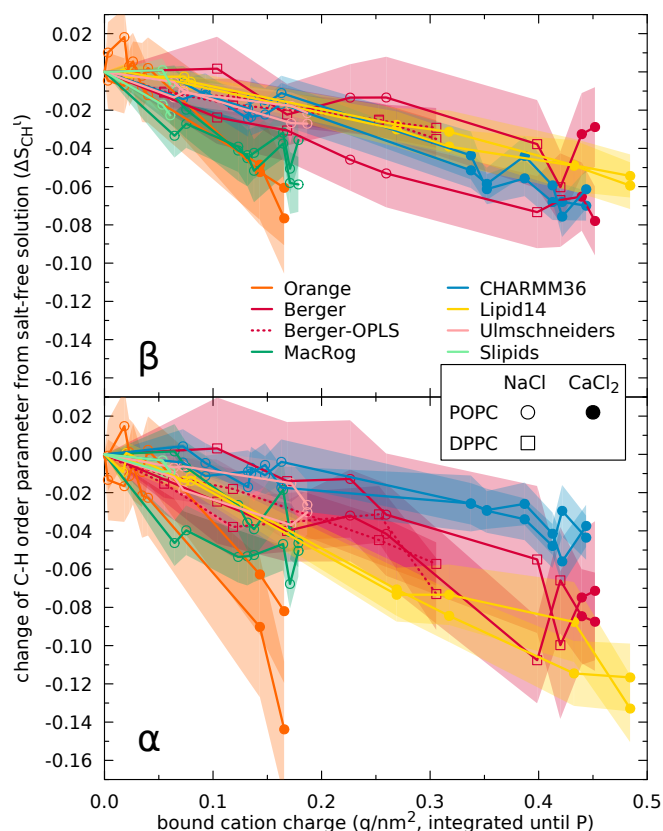 change of C-H order parameter from salt-free solution (ΔS_CH^i)
0.02
0.00
-0.02
-0.04
-0.06
-0.08
-0.10
-0.12
-0.14
-0.16
Orange
Berger
Berger-OPLS
MacRog
CHARMM36
Lipid14
Ulmschneiders
Slipids
β
NaCl CaCl₂
POPC
DPPC
0.02
0.00
-0.02
-0.04
-0.06
-0.08
-0.10
-0.12
-0.14
-0.16
α
0.0 0.1 0.2 0.3 0.4 0.5
bound cation charge (q/nm², integrated until P)